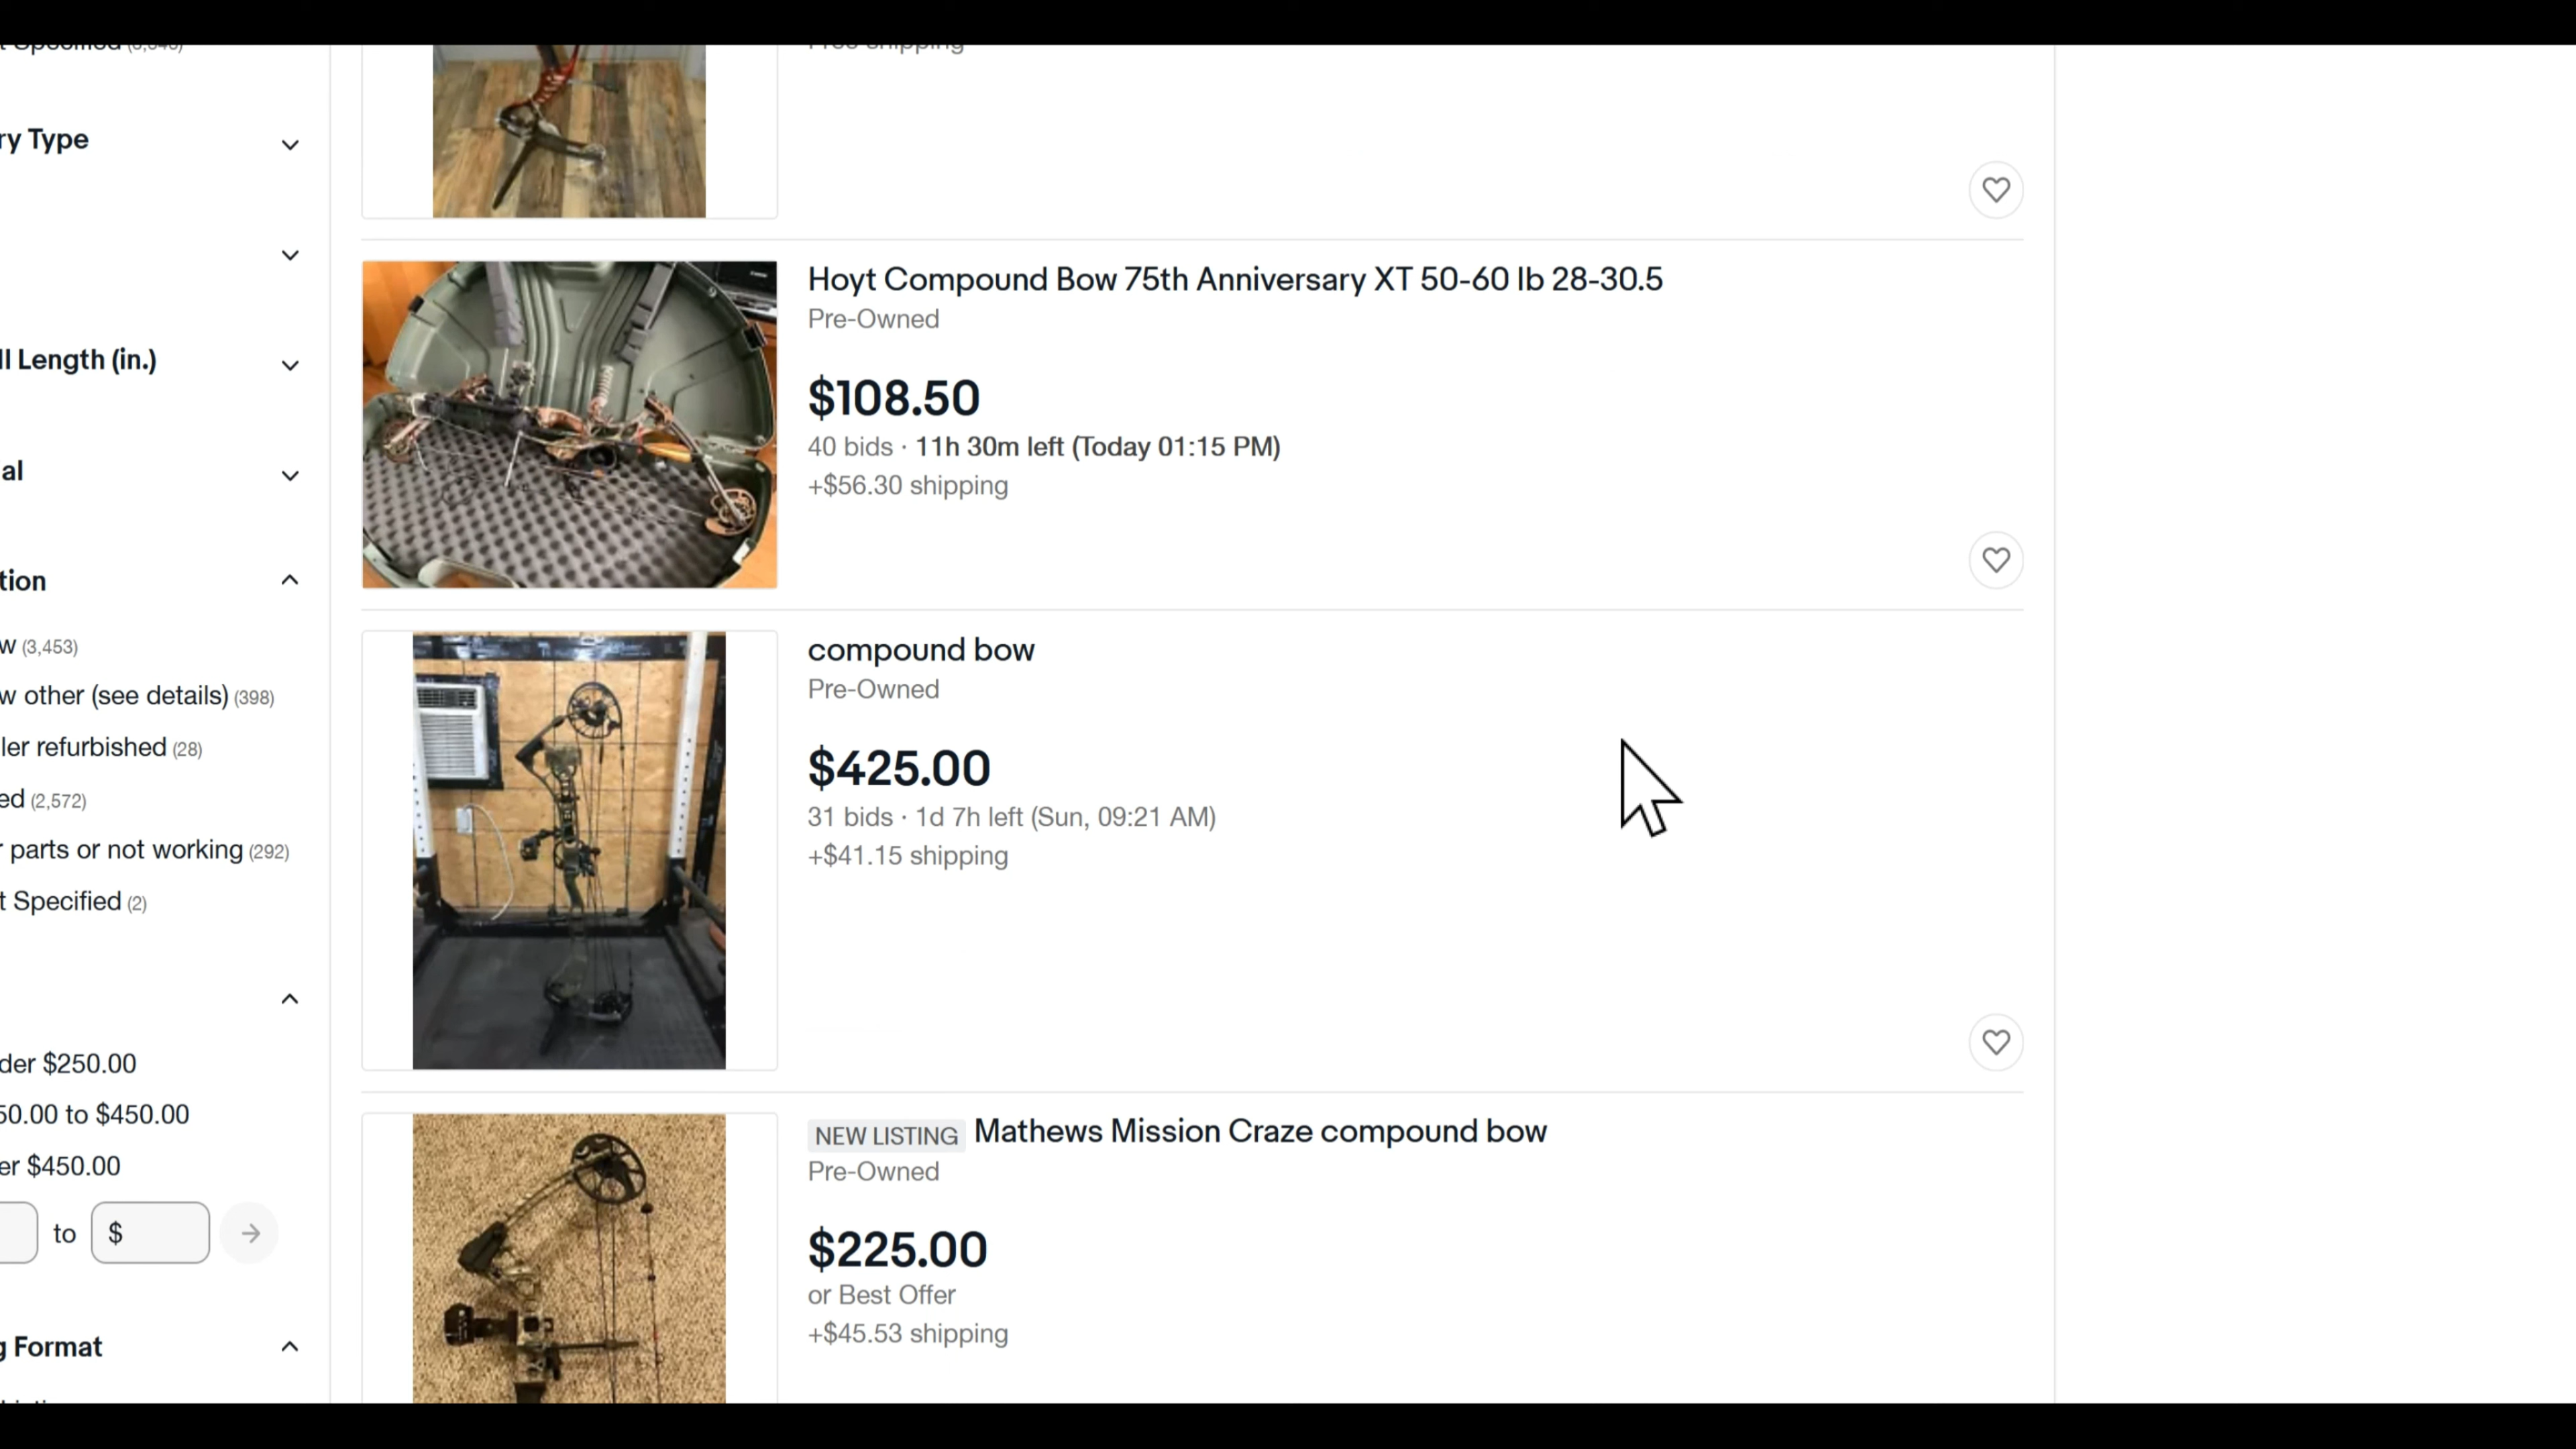 ry Type
ll Length (in.)
al
tion
w (3,453)
w other (see details) (398)
ler refurbished (28)
ed (2,572)
r parts or not working (292)
t Specified (2)
der $250.00
50.00 to $450.00
er $450.00
to $
g Format
Hoyt Compound Bow 75th Anniversary XT 50-60 lb 28-30.5
Pre-Owned
$108.50
40 bids · 11h 30m left (Today 01:15 PM)
+$56.30 shipping
compound bow
Pre-Owned
$425.00
31 bids · 1d 7h left (Sun, 09:21 AM)
+$41.15 shipping
NEW LISTING Mathews Mission Craze compound bow
Pre-Owned
$225.00
or Best Offer
+$45.53 shipping